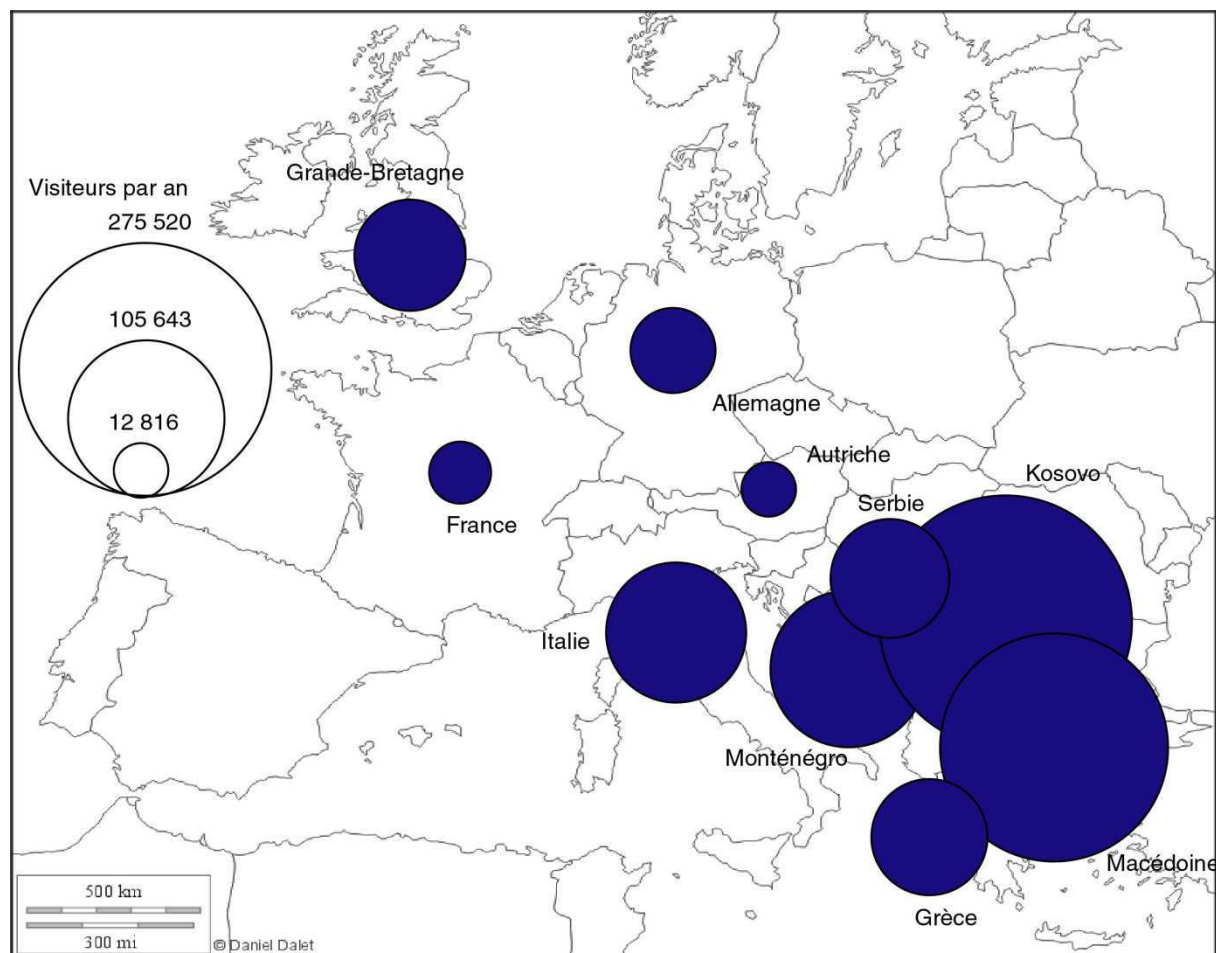 Grande-Bretagne
Visiteurs par an
275 520
105 643
12 816
Allemagne
Autriche
Kosovo
Serbie
France
Italie
Monténégro
Macédoine
Grèce
500 km
300 mi
© Daniel Dalet